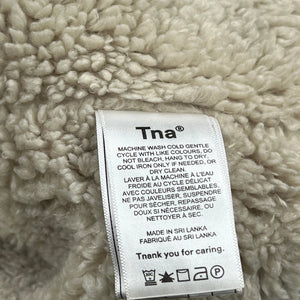 Tna®
MACHINE WASH COLD GENTLE
CYCLE WITH LIKE COLOURS, DO
NOT BLEACH, HANG TO DRY.
COOL IRON ONLY IF NEEDED, OR
DRY CLEAN.
LAVER À LA MACHINE À L'EAU
FROIDE AU CYCLE DÉLICAT
AVEC COULEURS SEMBLABLES,
NE PAS JAVELISER, SUSPENDRE
POUR SÉCHER, REPASSAGE
DOUX SI NÉCESSAIRE OU
NETTOYER À SEC.
MADE IN SRI LANKA
FABRIQUÉ AU SRI LANKA
Tnank you for caring.